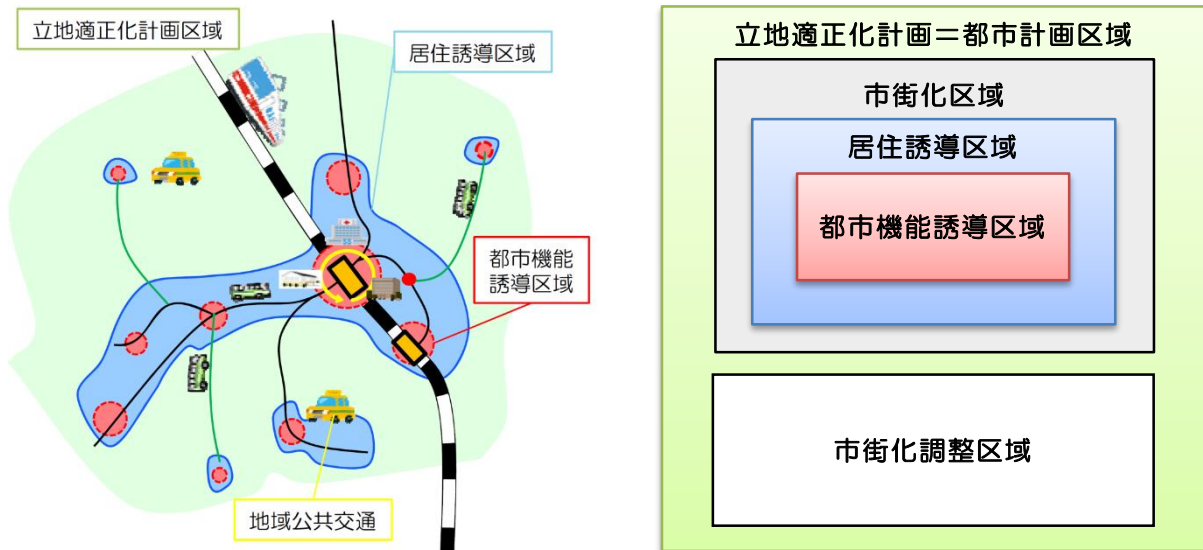 立地適正化計画区域
居住誘導区域
都市機能
誘導区域
地域公共交通
立地適正化計画＝都市計画区域
市街化区域
居住誘導区域
都市機能誘導区域
市街化調整区域